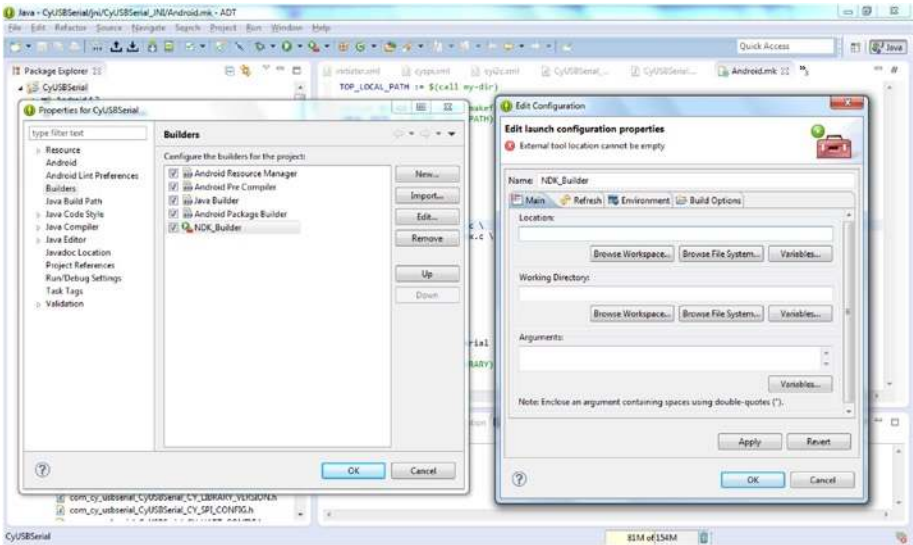 Java - CyUSBSerial/jni/CyUSBSerial_JNI/Android.mk - ADT
File Edit Refactor Source Navigate Search Project Run Window Help
Quick Access
Java
Package Explorer
Android.mk
CyUSBSerial
TOP_LOCAL_PATH := $(call my-dir)
Properties for CyUSBSerial
type filter text
Resource
Android
Android Lint Preferences
Builders
Java Build Path
Java Code Style
Java Compiler
Java Editor
Javadoc Location
Project References
Run/Debug Settings
Task Tags
Validation
Builders
Configure the builders for the project:
Android Resource Manager
Android Pre Compiler
Java Builder
Android Package Builder
NDK_Builder
New...
Import...
Edit...
Remove
Up
Down
OK
Cancel
Edit Configuration
Edit launch configuration properties
External tool location cannot be empty
Name: NDK_Builder
Main Refresh Environment Build Options
Location:
Browse Workspace... Browse File System... Variables...
Working Directory:
Browse Workspace... Browse File System... Variables...
Arguments:
Variables...
Note: Enclose an argument containing spaces using double-quotes (").
Apply Revert
OK Cancel
com_cy_usbserial_CyUSBSerial_CY_LIBRARY_VERSION.h
com_cy_usbserial_CyUSBSerial_CY_SPI_CONFIG.h
CyUSBSerial
81M of 154M